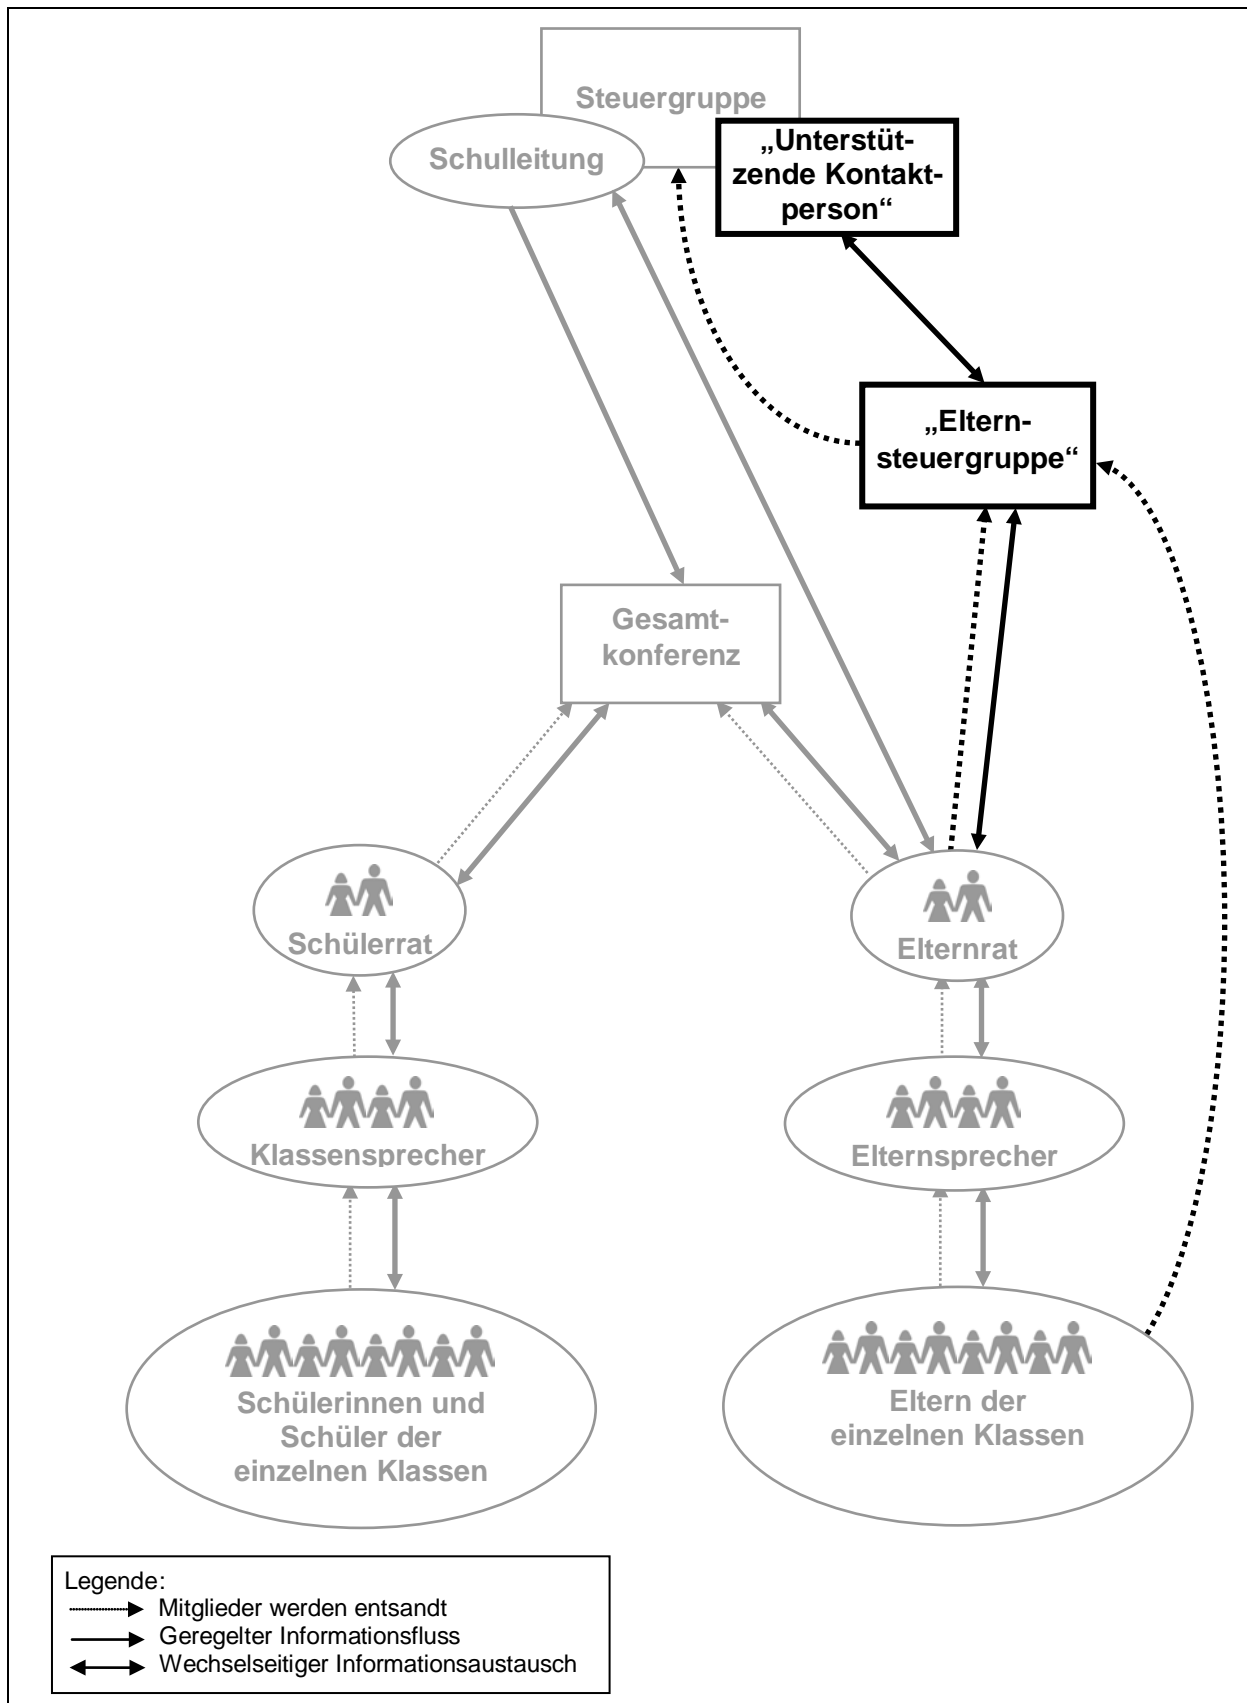 Steuergruppe
Schulleitung
„Unterstüt-
zende Kontakt-
person“
„Eltern-
steuergruppe“
Gesamt-
konferenz
Schülerrat
Elternrat
Klassensprecher
Elternsprecher
Schülerinnen und
Schüler der
einzelnen Klassen
Eltern der
einzelnen Klassen
Legende:
Mitglieder werden entsandt
Geregelter Informationsfluss
Wechselseitiger Informationsaustausch